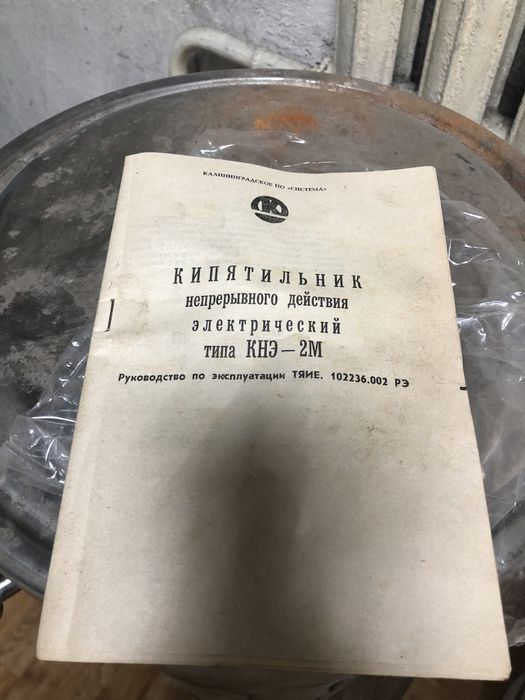 КАЛИНИНГРАДСКОЕ ПО «СИСТЕМА»
КИПЯТИЛЬНИК
непрерывного действия
электрический
типа КНЭ—2М
Руководство по эксплуатации ТЯИЕ. 102236.002 РЭ